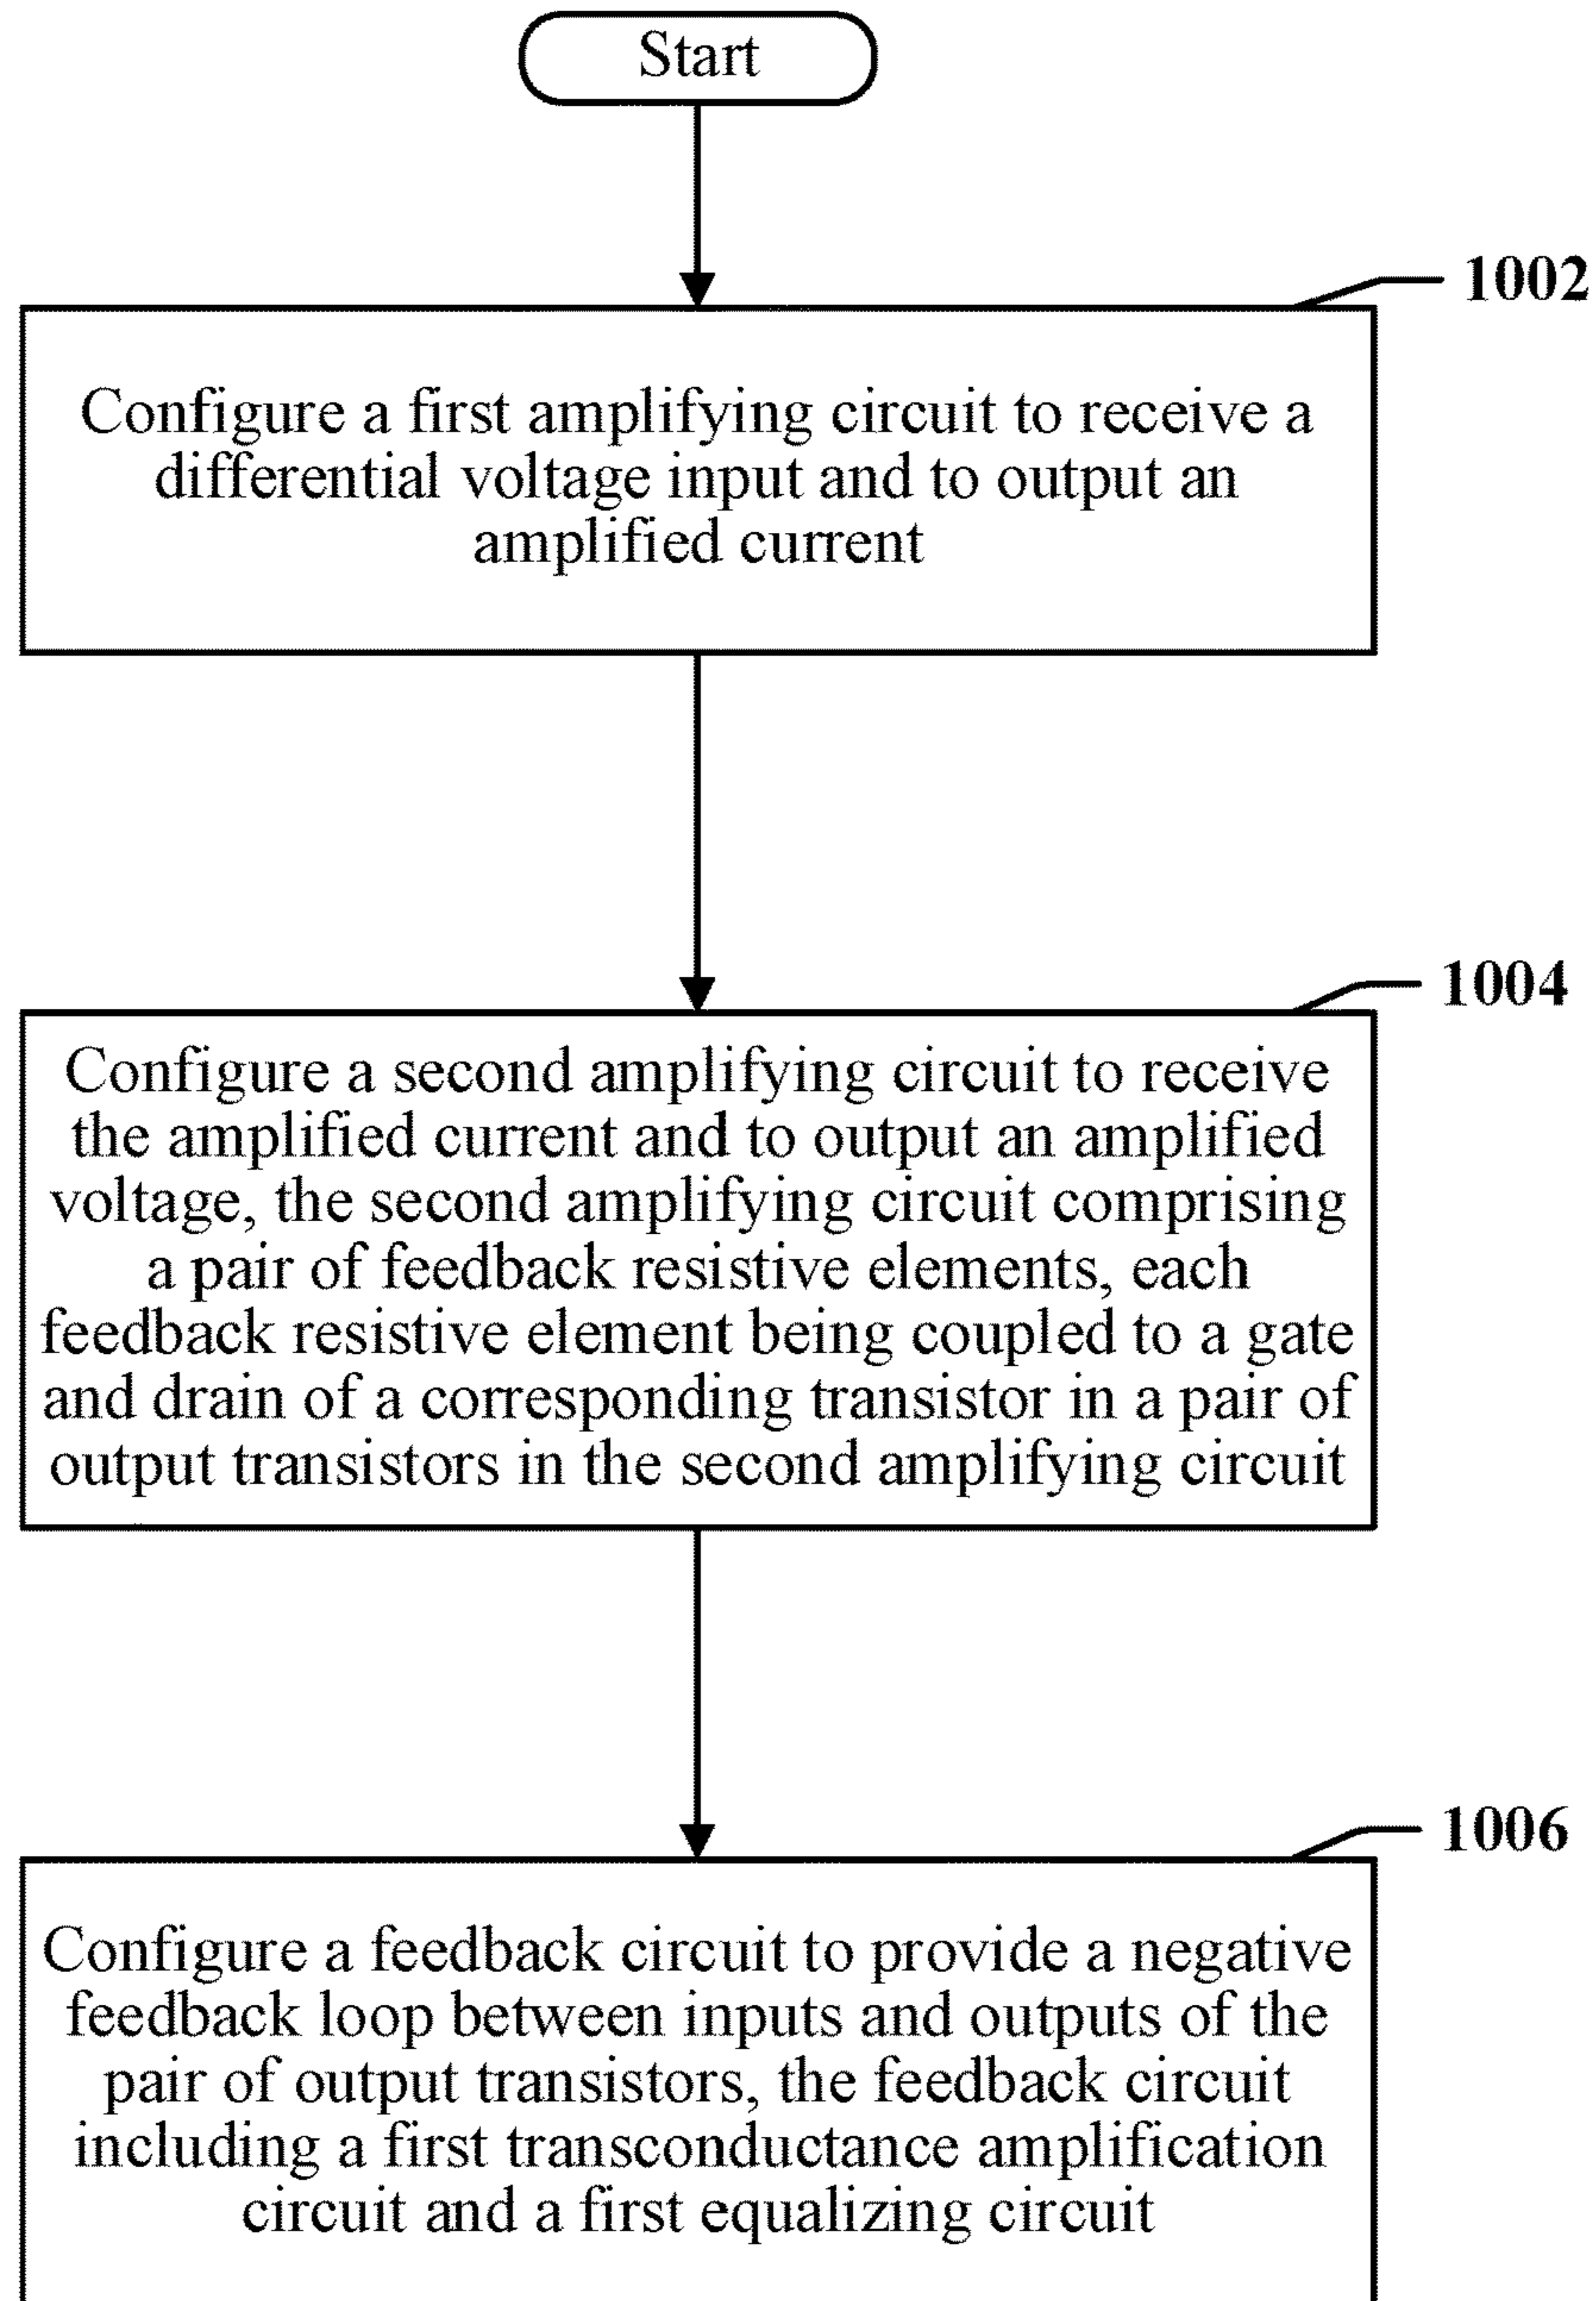 Start
1002
Configure a first amplifying circuit to receive a
differential voltage input and to output an
amplified current
1004
Configure a second amplifying circuit to receive
the amplified current and to output an amplified
voltage, the second amplifying circuit comprising
a pair of feedback resistive elements, each
feedback resistive element being coupled to a gate
and drain of a corresponding transistor in a pair of
output transistors in the second amplifying circuit
1006
Configure a feedback circuit to provide a negative
feedback loop between inputs and outputs of the
pair of output transistors, the feedback circuit
including a first transconductance amplification
circuit and a first equalizing circuit